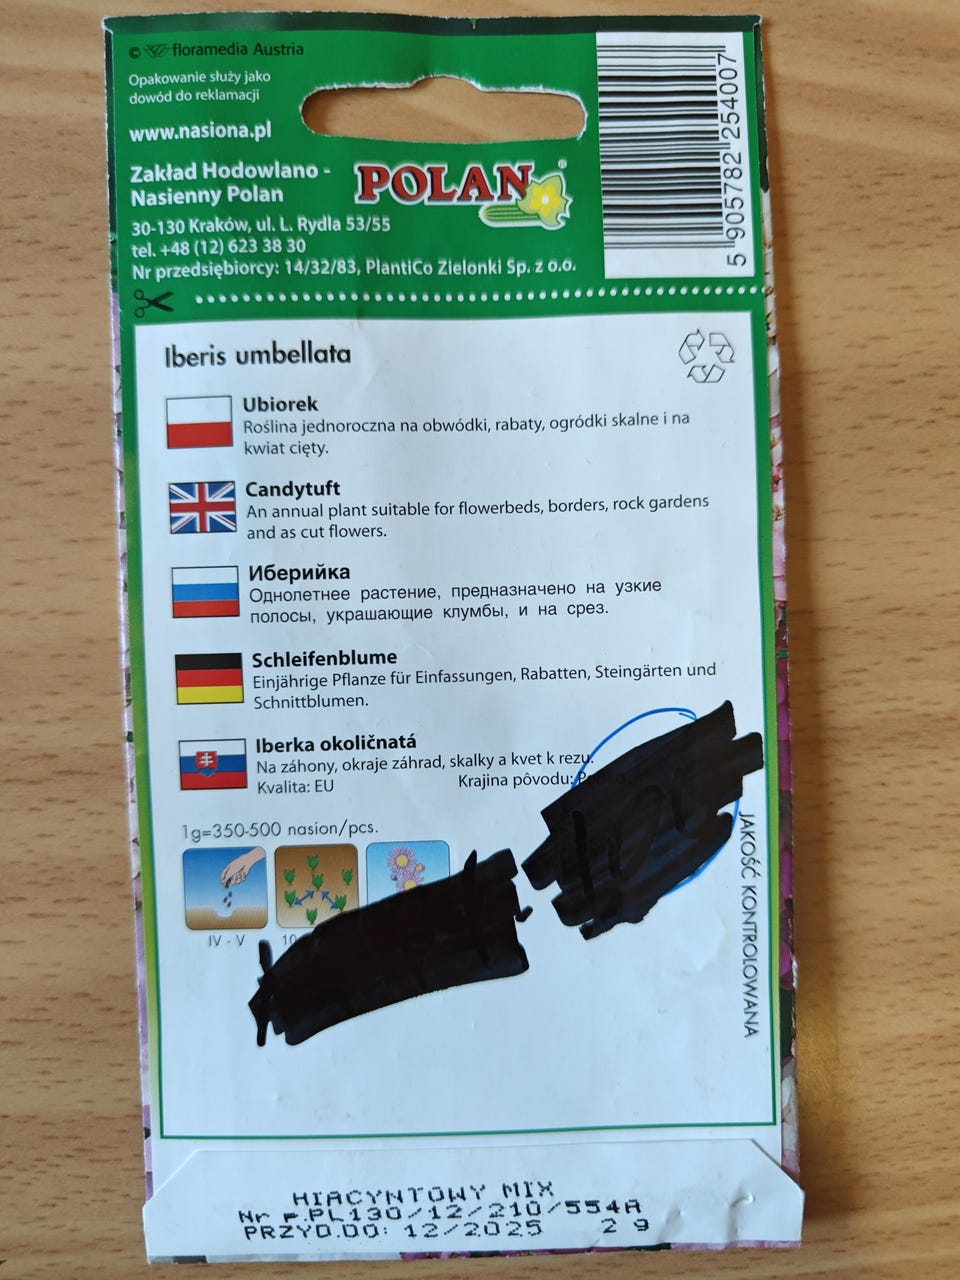 © floramedia Austria
Opakowanie służy jako
dowód do reklamacji
www.nasiona.pl
Zakład Hodowlano -
Nasienny Polan
POLAN®
30-130 Kraków, ul. L. Rydla 53/55
tel. +48 (12) 623 38 30
Nr przedsiębiorcy: 14/32/83, PlantiCo Zielonki Sp. z o.o.
5 905782 254007
Iberis umbellata
Ubiorek
Roślina jednoroczna na obwódki, rabaty, ogródki skalne i na
kwiat cięty.
Candytuft
An annual plant suitable for flowerbeds, borders, rock gardens
and as cut flowers.
Иберийка
Однолетнее растение, предназначено на узкие
полосы, украшающие клумбы, и на срез.
Schleifenblume
Einjährige Pflanze für Einfassungen, Rabatten, Steingärten und
Schnittblumen.
Iberka okoličnatá
Na záhony, okraje záhrad, skalky a kvet k rezu.
Kvalita: EU Krajina pôvodu:
1g=350-500 nasion/pcs.
IV - V
JAKOŚĆ KONTROLOWANA
HIACYNTOWY MIX
Nr P.PL130/12/210/554A
PRZYD.DO: 12/2025 2 g